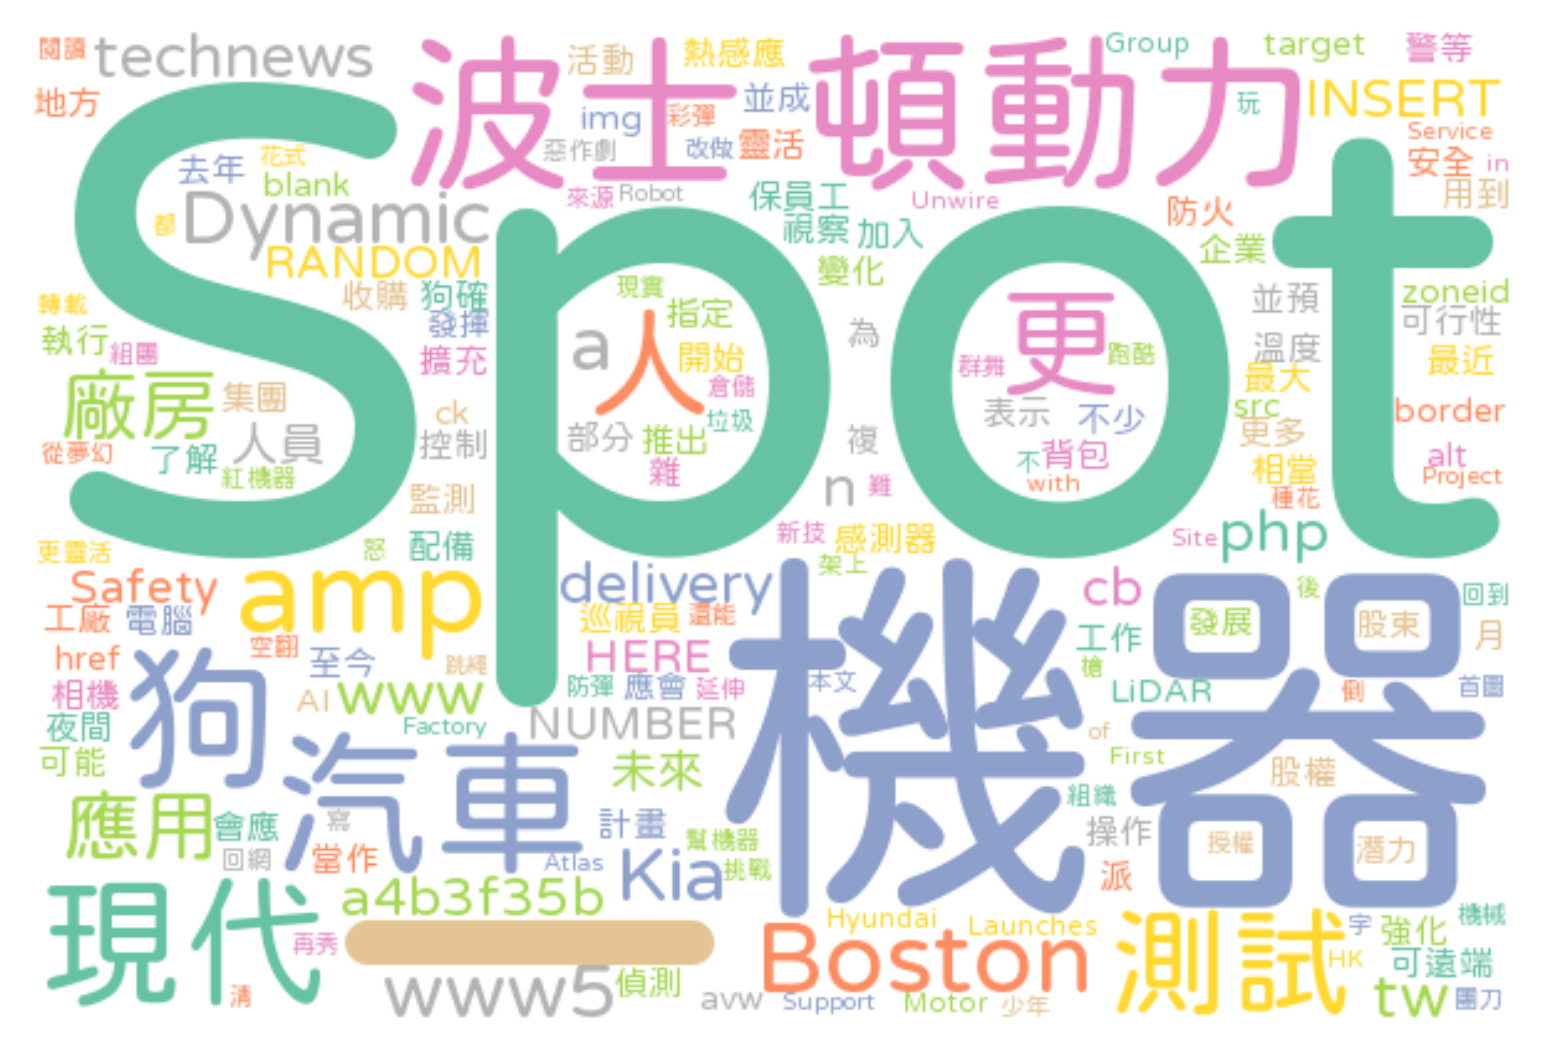 閱讀
technews
波士頓動力
活動
熱感應
Group
target
警等
地方
img
彩彈
並成
玩
INSERT
惡作劇
改做
靈活
Service
安全
in
去年
花式
blank
來源
Robot
保員工
Unwire
用到
都
Dynamic
視察
加入
防火
企業
RANDOM
變化
Spot
轉載
收購
狗確
現實
指定
並預
zoneid
執行
組團
發揮
a
人
開始
為
群舞
更
跑酷
溫度
可行性
擴充
倉儲
最大
最近
廠房
集團
ck
部分
推出
垃圾
表示
不少
src
更多
border
從夢幻
了解
人員
控制
雜
複
不
背包
相當
alt
紅機器
監測
n
難
with
種花
Project
更靈活
怒
配備
新技
感測器
架上
Site
php
Safety
amp
delivery
機器
cb
發展
後
股東
回到
工廠
電腦
巡視員
還能
工作
月
href
空翻
至今
跳繩
HERE
槍
相機
狗
AI
www
防彈
應會
延伸
本文
LiDAR
倒
首圖
夜間
Factory
NUMBER
of
First
可能
汽車
未來
股權
組織
應用
會應
寫
計畫
幫機器
操作
授權
潛力
回網
當作
Atlas
Kia
挑戰
派
現代
a4b3f35b
Hyundai
Launches
測試
字
強化
機械
再秀
Boston
HK
可遠端
清
www5
偵測
avw
Support
Motor
少年
tw
團刀